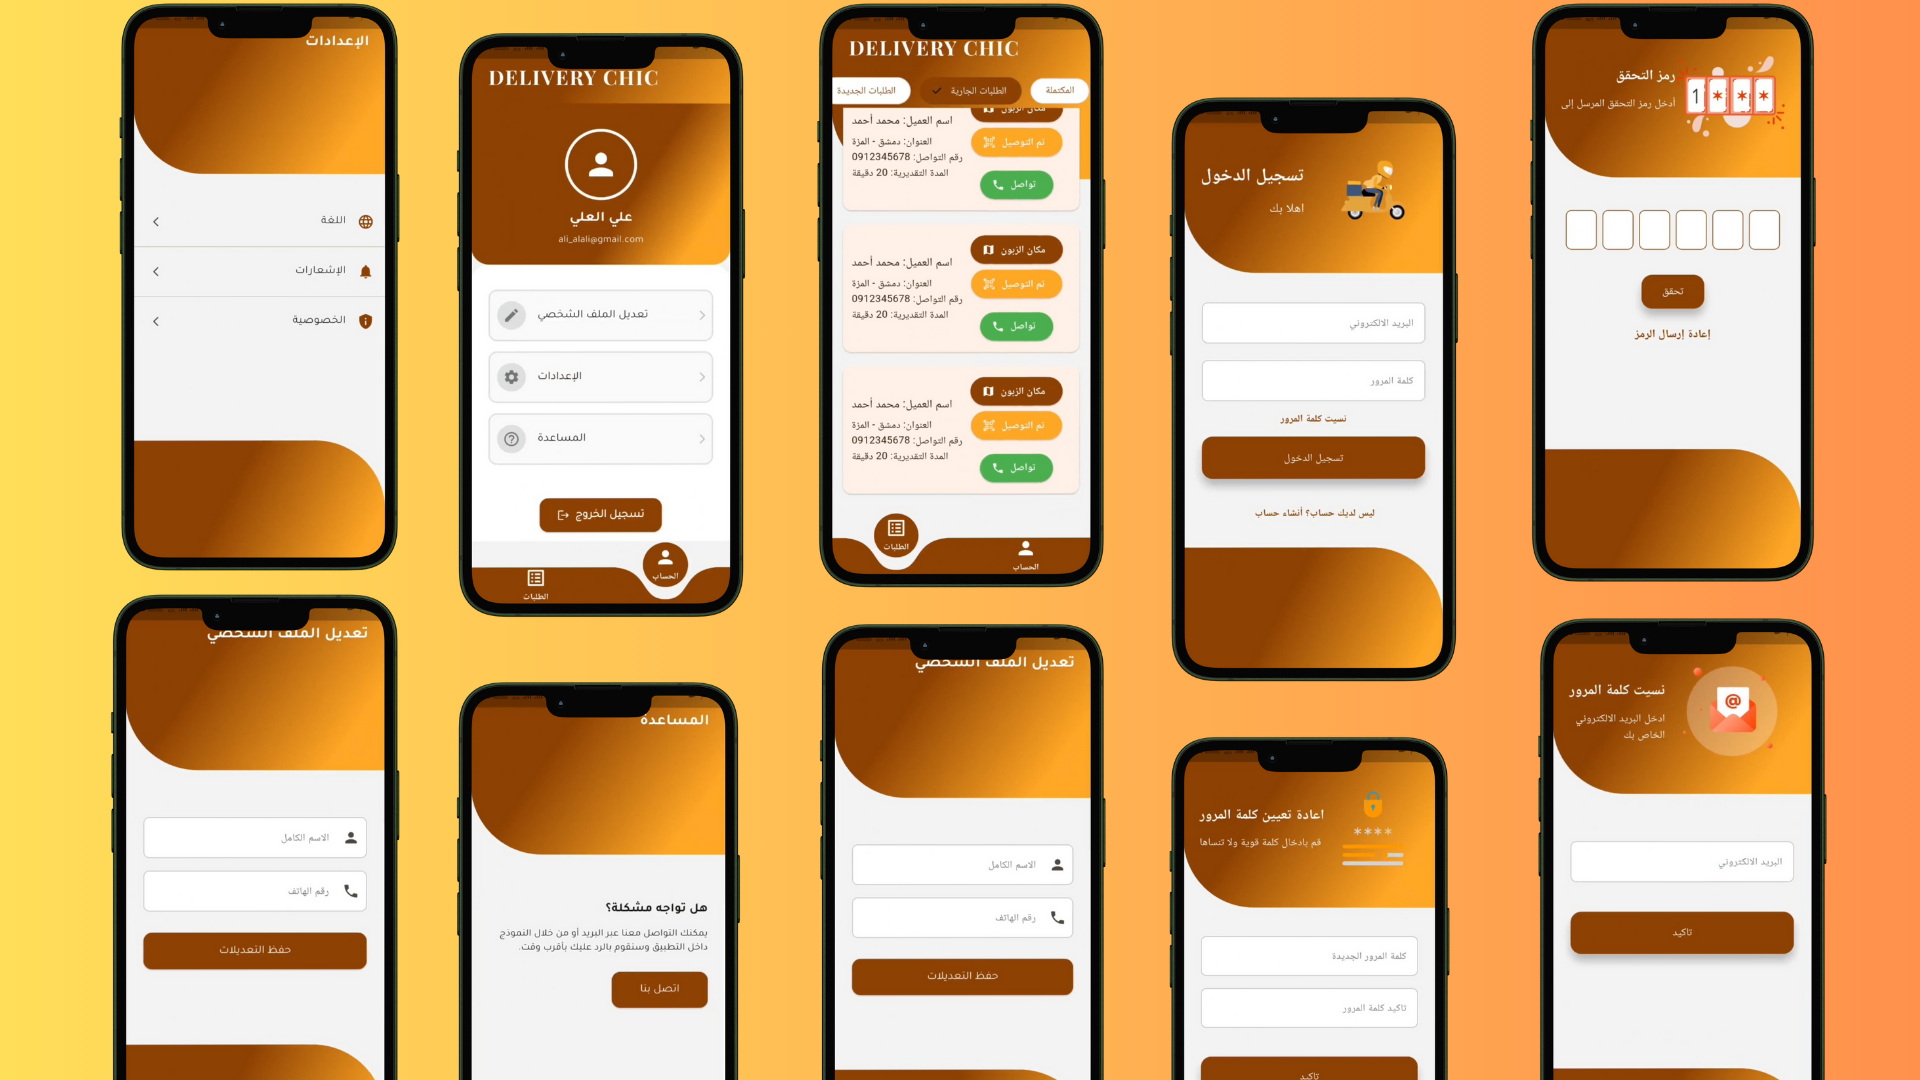 الإعدادات
اللغة
الإشعارات
الخصوصية
DELIVERY CHIC
علي العلي
ali_alali@gmail.com
تعديل الملف الشخصي
الإعدادات
المساعدة
تسجيل الخروج
الحساب
الطلبات
DELIVERY CHIC
المكتملة
الطلبات الجارية
الطلبات الجديدة
مكان الزبون
اسم العميل: محمد أحمد
تم التوصيل
العنوان: دمشق - المزة
رقم التواصل: 0912345678
المدة التقديرية: 20 دقيقة
تواصل
مكان الزبون
اسم العميل: محمد أحمد
تم التوصيل
العنوان: دمشق - المزة
رقم التواصل: 0912345678
المدة التقديرية: 20 دقيقة
تواصل
مكان الزبون
اسم العميل: محمد أحمد
تم التوصيل
العنوان: دمشق - المزة
رقم التواصل: 0912345678
المدة التقديرية: 20 دقيقة
تواصل
الطلبات
الحساب
تسجيل الدخول
اهلا بك
البريد الالكتروني
كلمة المرور
نسيت كلمة المرور
تسجيل الدخول
ليس لديك حساب؟ أنشاء حساب
رمز التحقق
أدخل رمز التحقق المرسل إلى
1 * * *
تحقق
إعادة إرسال الرمز
تعديل الملف الشخصي
الاسم الكامل
رقم الهاتف
حفظ التعديلات
المساعدة
هل تواجه مشكلة؟
يمكنك التواصل معنا عبر البريد أو من خلال النموذج
داخل التطبيق وسنقوم بالرد عليك بأقرب وقت.
اتصل بنا
تعديل الملف الشخصي
الاسم الكامل
رقم الهاتف
حفظ التعديلات
اعادة تعيين كلمة المرور
قم بادخال كلمة قوية ولا تنساها
****
كلمة المرور الجديدة
تاكيد كلمة المرور
تاكيد
نسيت كلمة المرور
ادخل البريد الالكتروني
الخاص بك
@
البريد الالكتروني
تاكيد